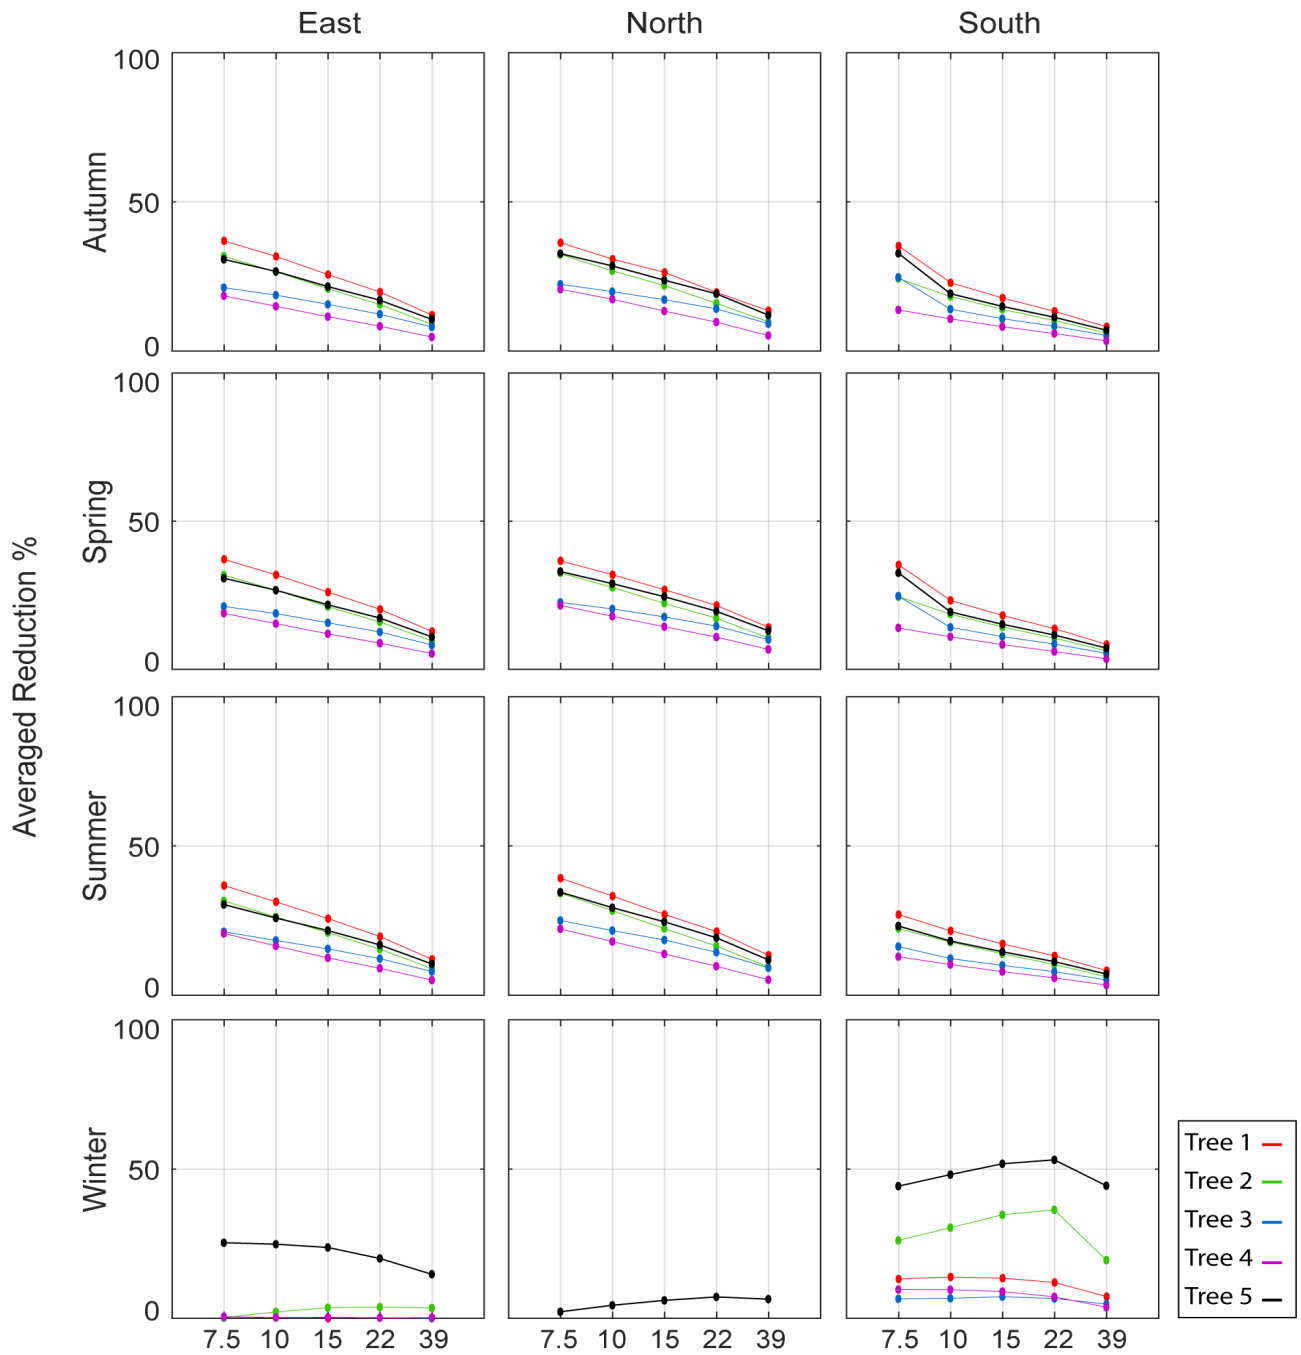 East North South
Averaged Reduction %
Autumn
100
50
0
Spring
100
50
0
Summer
100
50
0
Winter
100
50
0
7.5 10 15 22 39 7.5 10 15 22 39 7.5 10 15 22 39
Tree 1
Tree 2
Tree 3
Tree 4
Tree 5